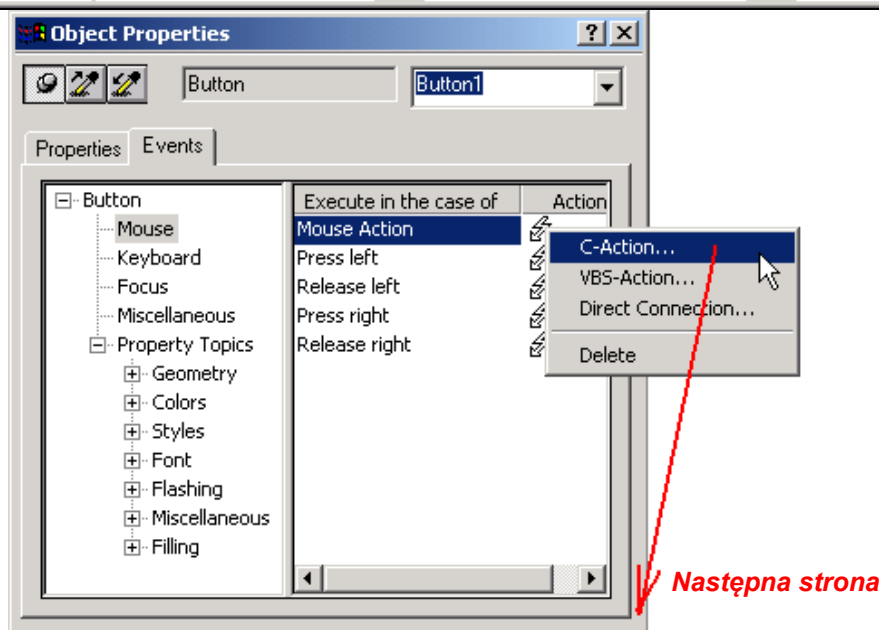 Object Properties
Button
Button1
Properties
Events
Button
Mouse
Keyboard
Focus
Miscellaneous
Property Topics
Geometry
Colors
Styles
Font
Flashing
Miscellaneous
Filling
Execute in the case of
Action
Mouse Action
Press left
Release left
Press right
Release right
C-Action...
VBS-Action...
Direct Connection...
Delete
Następna strona